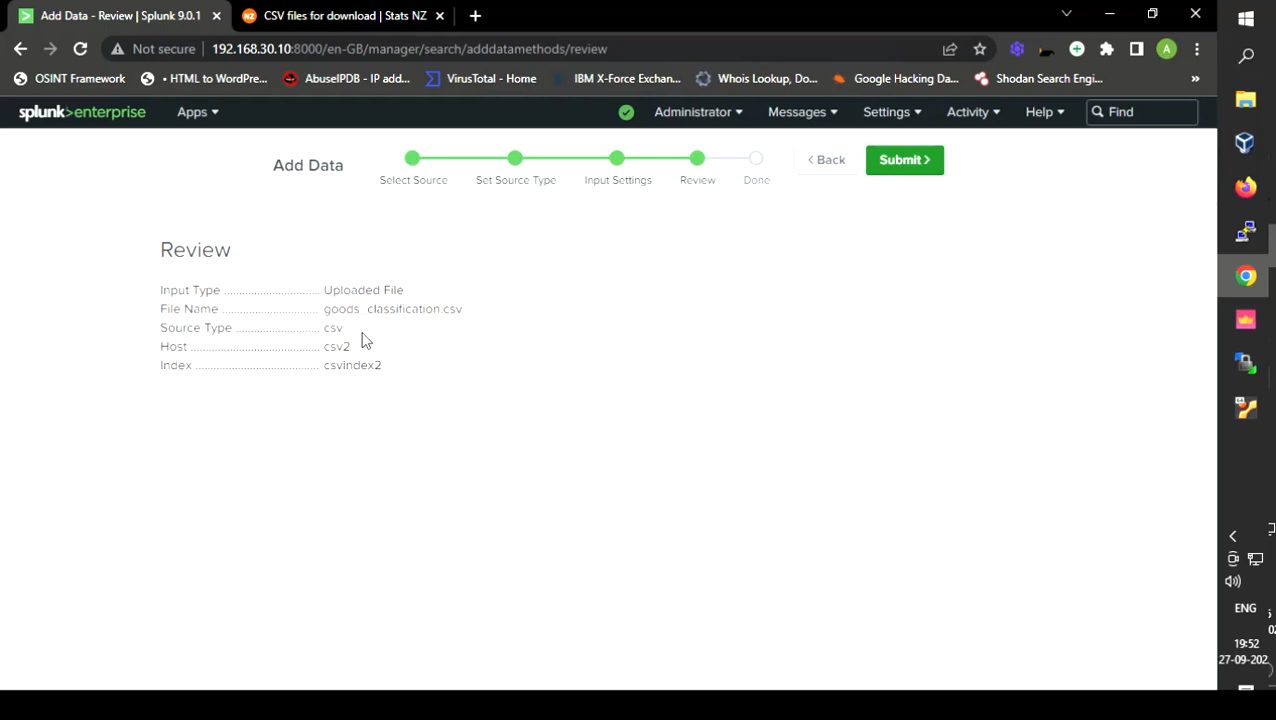 Add Data - Review | Splunk 9.0.1
CSV files for download | Stats NZ
Not secure
192.168.30.10:8000/en-GB/manager/search/adddatamethods/review
A
OSINT Framework
• HTML to WordPre...
AbuseIPDB - IP add...
VirusTotal - Home
IBM X-Force Exchan...
Whois Lookup, Do...
Google Hacking Da...
Shodan Search Engi...
»
splunk>enterprise
Apps
Administrator
Messages
Settings
Activity
Help
Find
Add Data
Select Source
Set Source Type
Input Settings
Review
Done
< Back
Submit >
Review
Input Type ............................... Uploaded File
File Name ............................... goods_classification.csv
Source Type ........................... csv
Host .......................................... csv2
Index ........................................ csvindex2
ENG
19:52